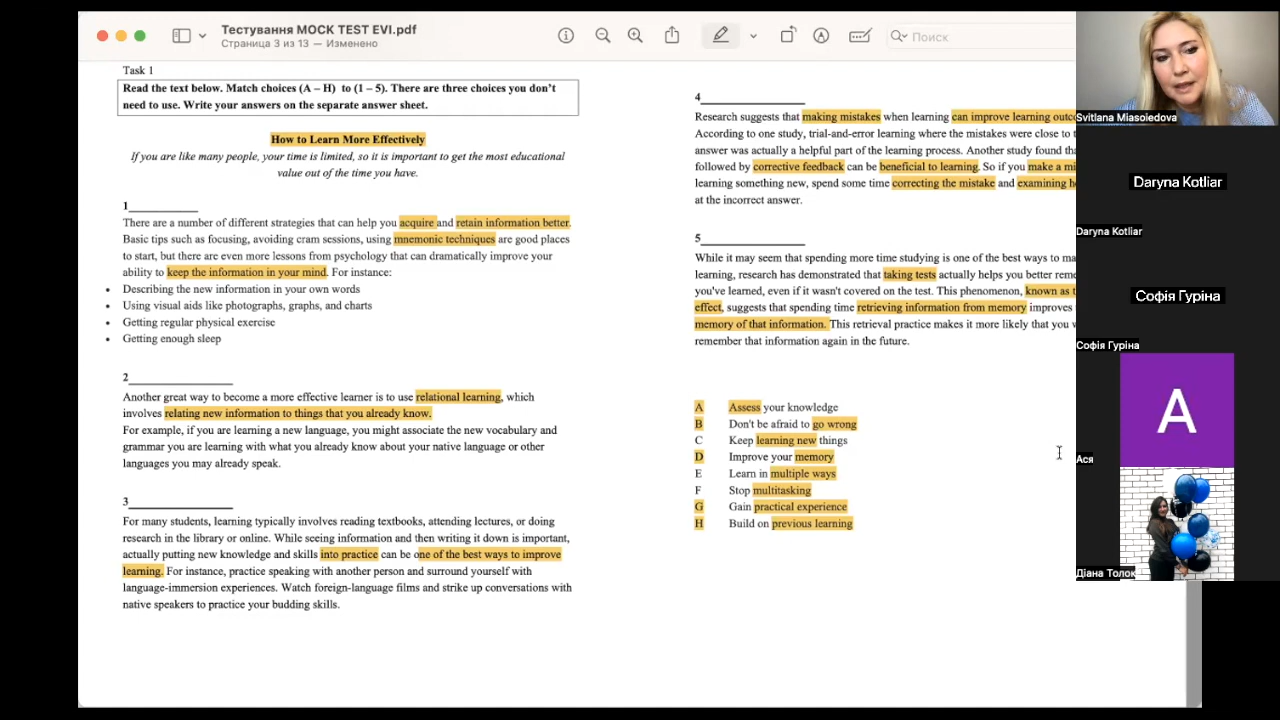 Тестування MOCK TEST EVI.pdf
Страница 3 из 13 — Изменено
Поиск
Task 1
Read the text below. Match choices (A – H) to (1 – 5). There are three choices you don't
need to use. Write your answers on the separate answer sheet.
How to Learn More Effectively
If you are like many people, your time is limited, so it is important to get the most educational
value out of the time you have.
1
There are a number of different strategies that can help you acquire and retain information better.
Basic tips such as focusing, avoiding cram sessions, using mnemonic techniques are good places
to start, but there are even more lessons from psychology that can dramatically improve your
ability to keep the information in your mind. For instance:
• Describing the new information in your own words
• Using visual aids like photographs, graphs, and charts
• Getting regular physical exercise
• Getting enough sleep
2
Another great way to become a more effective learner is to use relational learning, which
involves relating new information to things that you already know.
For example, if you are learning a new language, you might associate the new vocabulary and
grammar you are learning with what you already know about your native language or other
languages you may already speak.
3
For many students, learning typically involves reading textbooks, attending lectures, or doing
research in the library or online. While seeing information and then writing it down is important,
actually putting new knowledge and skills into practice can be one of the best ways to improve
learning. For instance, practice speaking with another person and surround yourself with
language-immersion experiences. Watch foreign-language films and strike up conversations with
native speakers to practice your budding skills.
4
Research suggests that making mistakes when learning can improve learning outco
According to one study, trial-and-error learning where the mistakes were close to t
answer was actually a helpful part of the learning process. Another study found tha
followed by corrective feedback can be beneficial to learning. So if you make a mi
learning something new, spend some time correcting the mistake and examining h
at the incorrect answer.
5
While it may seem that spending more time studying is one of the best ways to ma
learning, research has demonstrated that taking tests actually helps you better reme
you've learned, even if it wasn't covered on the test. This phenomenon, known as t
effect, suggests that spending time retrieving information from memory improves
memory of that information. This retrieval practice makes it more likely that you w
remember that information again in the future.
A Assess your knowledge
B Don't be afraid to go wrong
C Keep learning new things
D Improve your memory
E Learn in multiple ways
F Stop multitasking
G Gain practical experience
H Build on previous learning
Svitlana Miasoiedova
Daryna Kotliar
Daryna Kotliar
Софія Гуріна
Софія Гуріна
А
Ася
Діана Толок